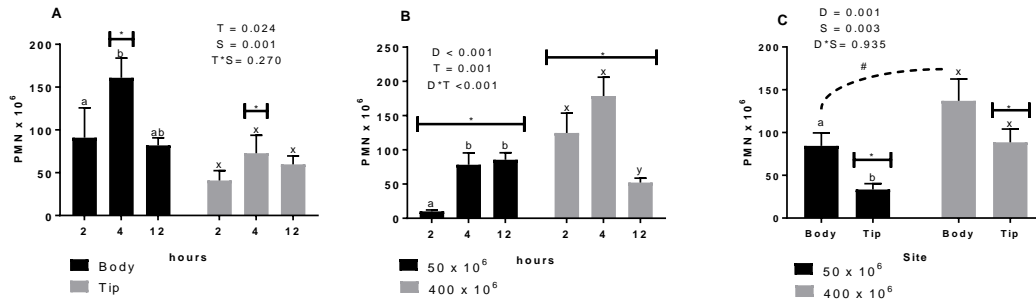 A
T = 0.024
S = 0.001
T*S= 0.270
PMN x 10⁶
200
150
100
50
0
a
*
b
ab
x
*
x
x
2 4 12 2 4 12
hours
Body
Tip
B
D < 0.001
T = 0.001
D*T <0.001
PMN x 10⁶
250
200
150
100
50
0
*
a
b
b
*
x
x
y
2 4 12 2 4 12
hours
50 x 10⁶
400 x 10⁶
C
D = 0.001
S = 0.003
D*S= 0.935
#
PMN x 10⁶
200
150
100
50
0
a
*
b
x
*
x
Body Tip Body Tip
Site
50 x 10⁶
400 x 10⁶